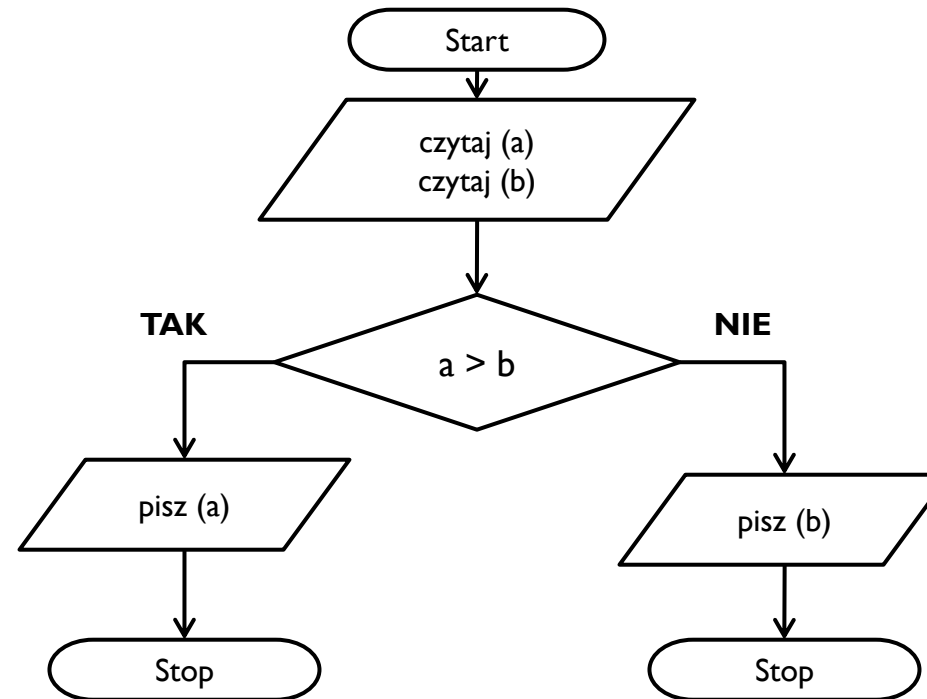 Start
czytaj (a)
czytaj (b)
TAK
NIE
a > b
pisz (a)
pisz (b)
Stop
Stop